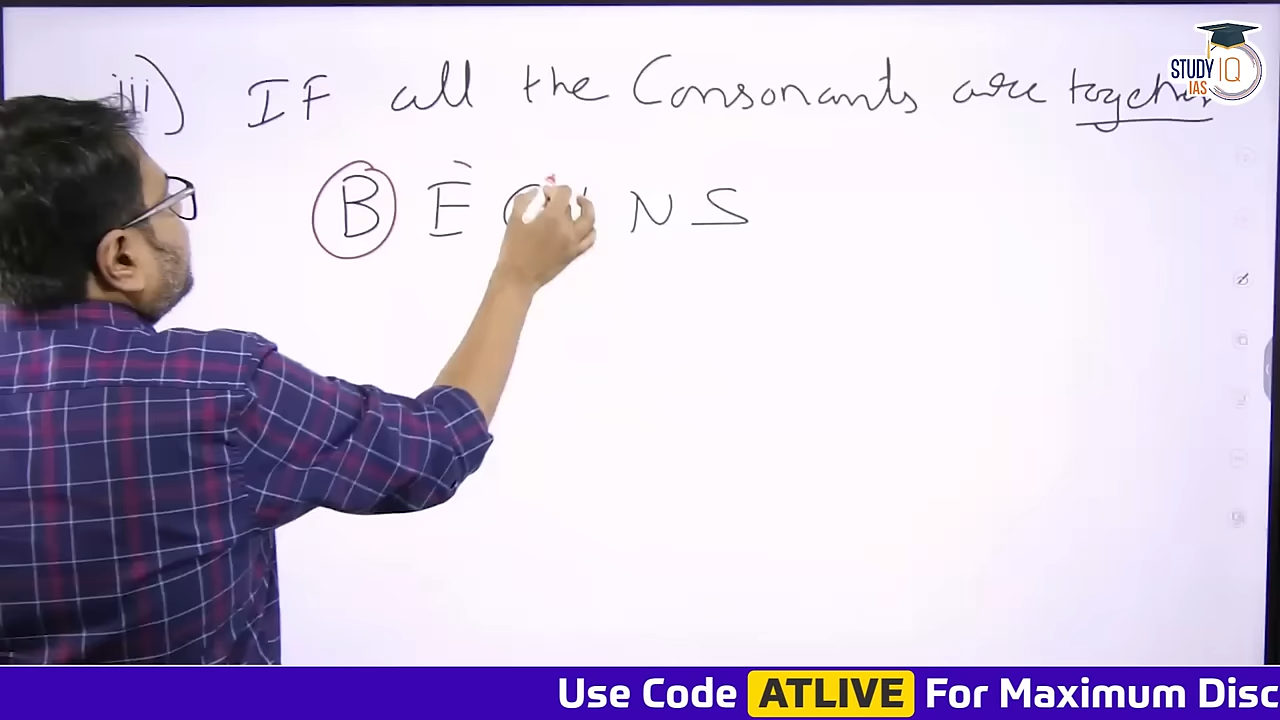 iii) IF all the Consonants are together
B E G N S
STUDY IQ IAS
Use Code ATLIVE For Maximum Disc